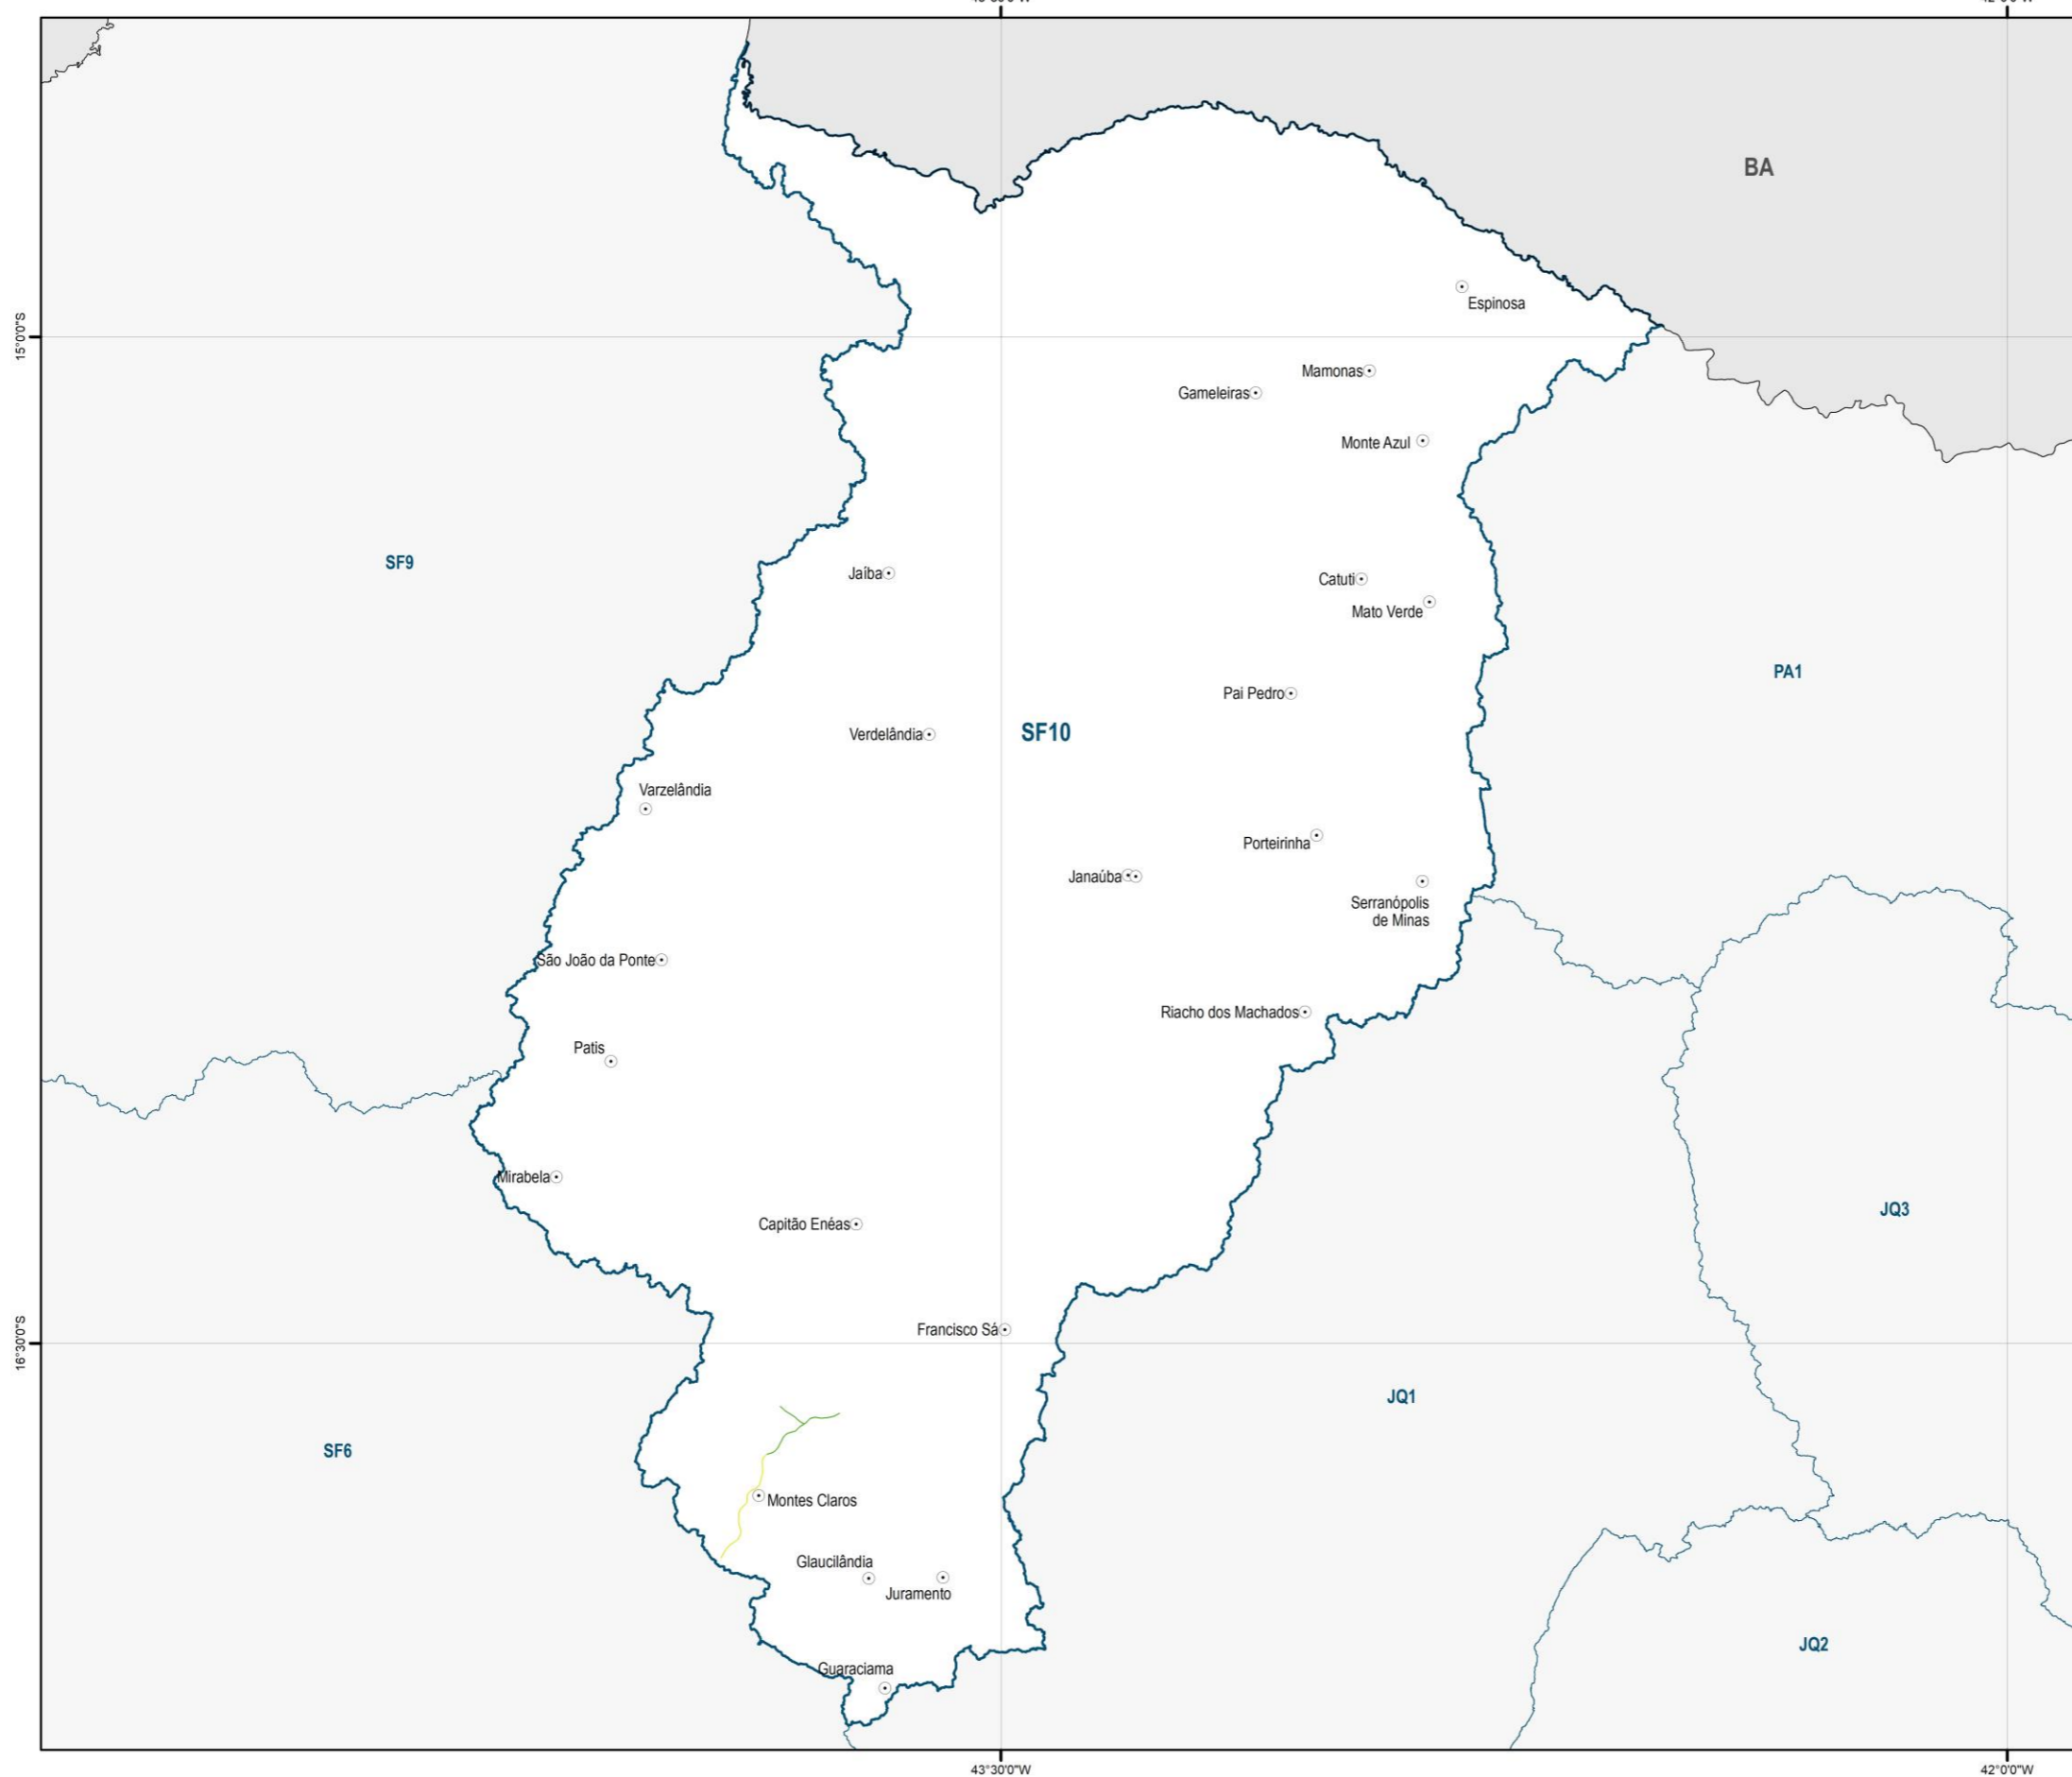 BA
Espinosa
15°0'0"S
Mamonas
Gameleiras
Monte Azul
SF9
Jaíba
Catuti
Mato Verde
PA1
Pai Pedro
SF10
Verdelândia
Varzelândia
Porteirinha
Janaúba
Serranópolis
de Minas
São João da Ponte
Riacho dos Machados
Patis
Mirabela
JQ3
Capitão Enéas
Francisco Sá
16°30'0"S
JQ1
SF6
Montes Claros
Glaucilândia
Juramento
JQ2
Guaraciama
43°30'0"W
42°0'0"W